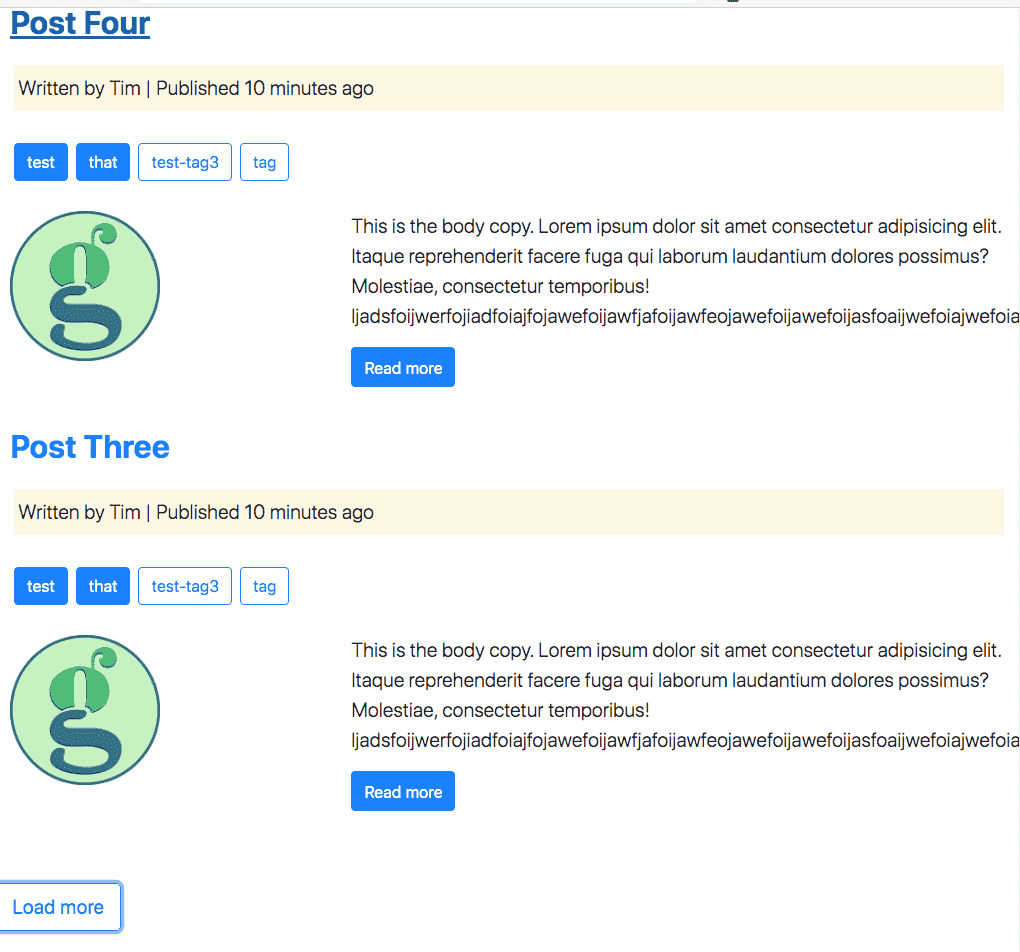 Post Four
Written by Tim | Published 10 minutes ago
test that test-tag3 tag
g
This is the body copy. Lorem ipsum dolor sit amet consectetur adipisicing elit.
Itaque reprehenderit facere fuga qui laborum laudantium dolores possimus?
Molestiae, consectetur temporibus!
ljadsfoijwerfojiadfoiajfojawefoijawfjafoijawfeojawefoijawefoijasfoaijwefoiajwefoia
Read more
Post Three
Written by Tim | Published 10 minutes ago
test that test-tag3 tag
g
This is the body copy. Lorem ipsum dolor sit amet consectetur adipisicing elit.
Itaque reprehenderit facere fuga qui laborum laudantium dolores possimus?
Molestiae, consectetur temporibus!
ljadsfoijwerfojiadfoiajfojawefoijawfjafoijawfeojawefoijawefoijasfoaijwefoiajwefoia
Read more
Load more